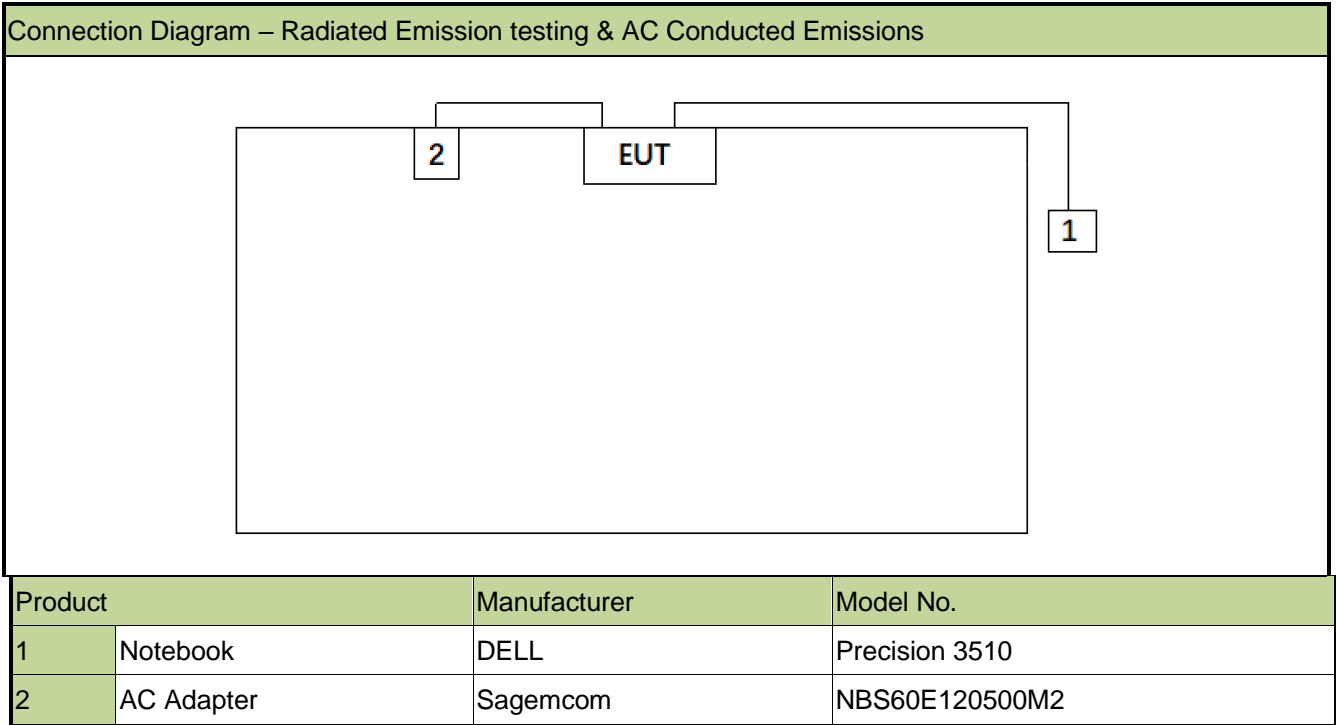 Connection Diagram – Radiated Emission testing & AC Conducted Emissions
2
EUT
1
Product Manufacturer Model No.
1 Notebook DELL Precision 3510
2 AC Adapter Sagemcom NBS60E120500M2